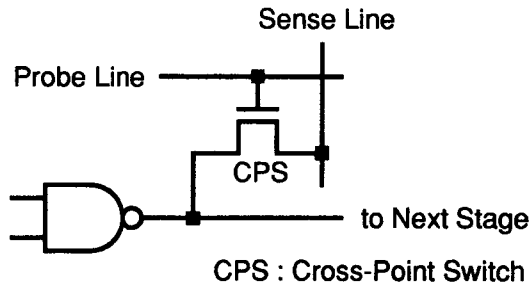 Sense Line
Probe Line
CPS
to Next Stage
CPS : Cross-Point Switch